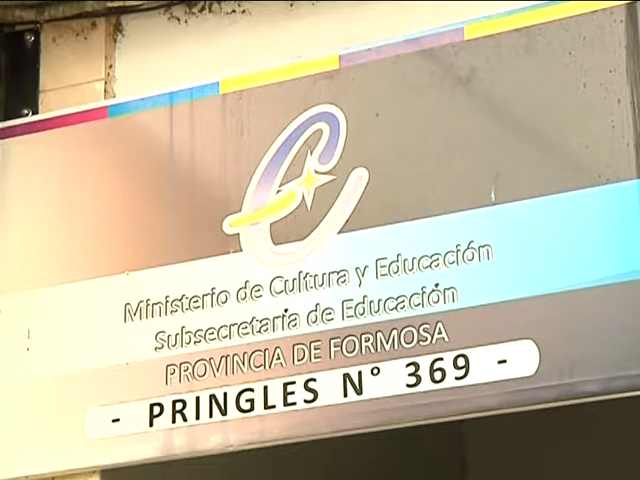 Ministerio de Cultura y Educación
Subsecretaria de Educación
PROVINCIA DE FORMOSA
- PRINGLES N° 369 -